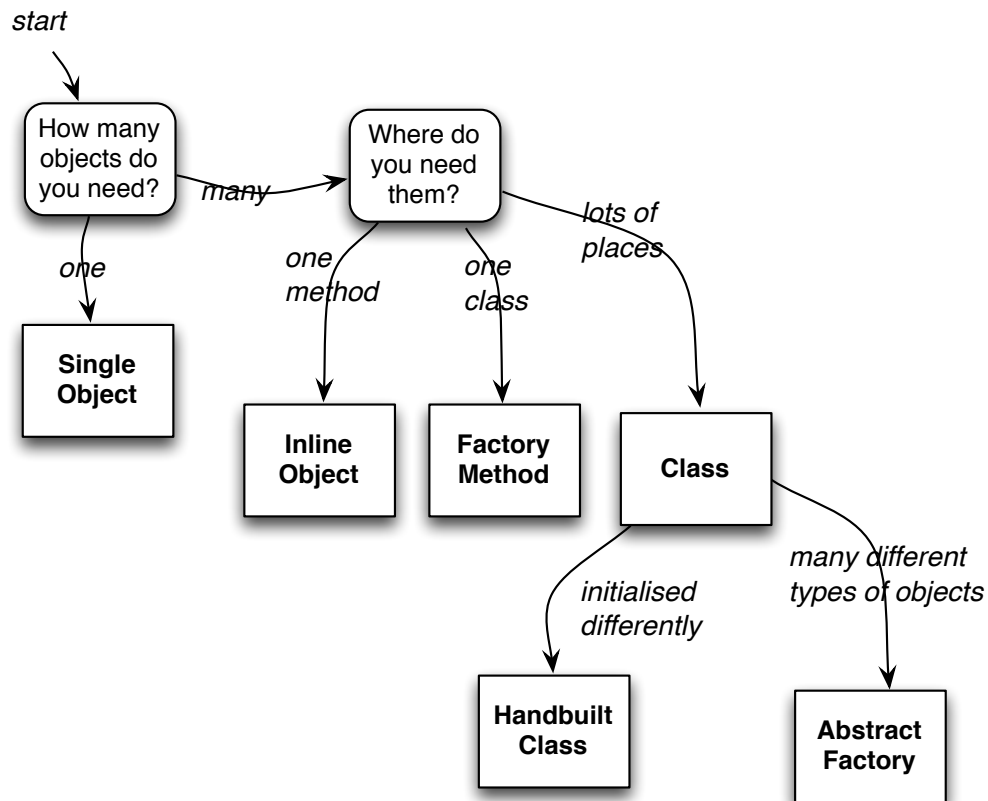 start
How many
objects do
you need?
many
Where do
you need
them?
one
one
method
one
class
lots of
places
Single
Object
Inline
Object
Factory
Method
Class
initialised
differently
many different
types of objects
Handbuilt
Class
Abstract
Factory